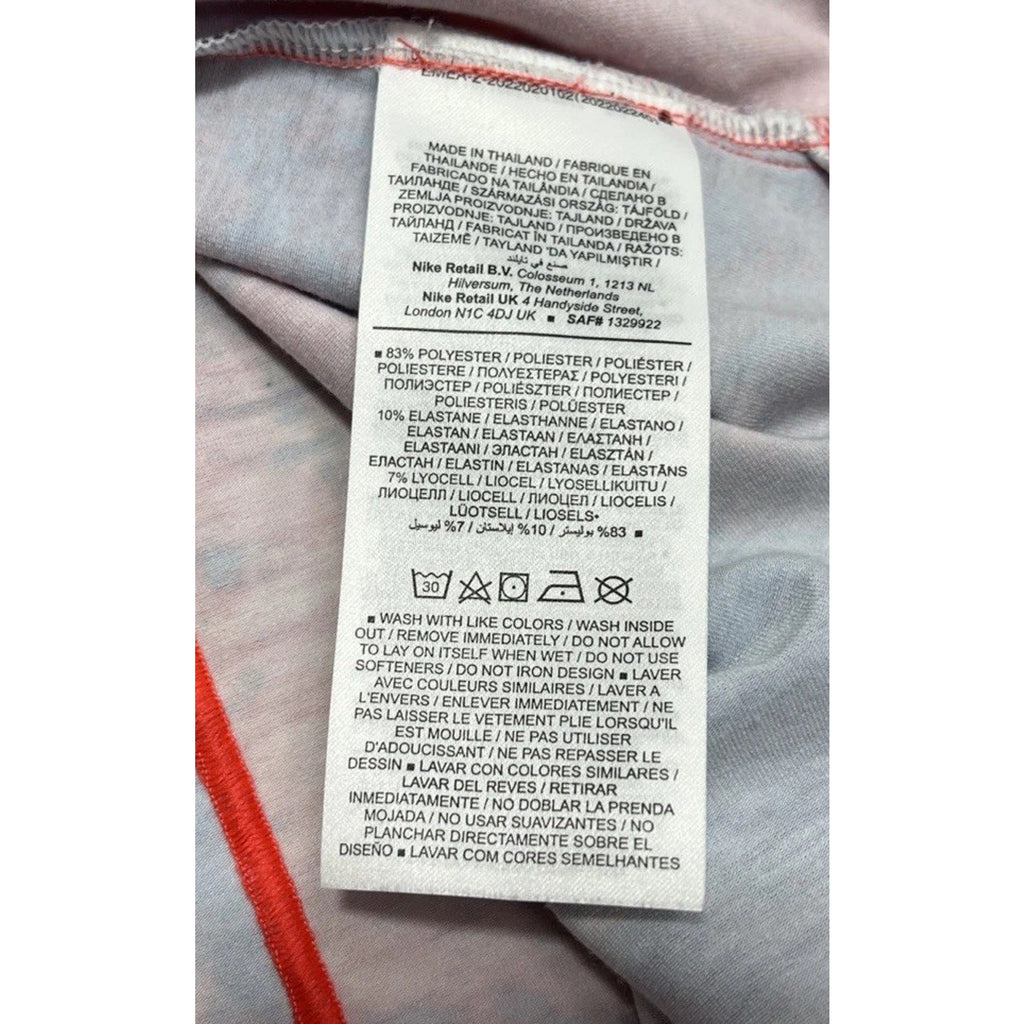 MADE IN THAILAND / FABRIQUE EN
THAILANDE / HECHO EN TAILANDIA /
FABRICADO NA TAILÂNDIA / СДЕЛАНО В
ТАИЛАНДЕ / SZÁRMAZÁSI ORSZÁG: TÁJFÖLD /
ZEMLJA PROIZVODNJE: TAJLAND / DRŽAVA
PROIZVODNJE: TAJLAND / ПРОИЗВЕДЕНО В
ТАЙЛАНД / FABRICAT ÎN TAILANDA / RAŽOTS:
TAIZEMĒ / TAYLAND 'DA YAPILMIŞTIR /
صنع في تايلند
Nike Retail B.V. Colosseum 1, 1213 NL
Hilversum, The Netherlands
Nike Retail UK 4 Handyside Street,
London N1C 4DJ UK ■ SAF# 1329922
■ 83% POLYESTER / POLIESTER / POLIÉSTER /
POLIESTERE / ΠΟΛΥΕΣΤΕΡΑΣ / POLYESTERI /
ПОЛИЭСТЕР / POLIÉSZTER / ПОЛИЕСТЕР /
POLIESTERIS / POLÜESTER
10% ELASTANE / ELASTHANNE / ELASTANO /
ELASTAN / ELASTAAN / ΕΛΑΣΤΑΝΗ /
ELASTAANI / ЭЛАСТАН / ELASZTÁN /
ЕЛАСТАН / ELASTIN / ELASTANAS / ELASTĀNS
7% LYOCELL / LIOCEL / LYOSELLIKUITU /
ЛИОЦЕЛЛ / LIOCELL / ЛИОЦЕЛ / LIOCELIS /
LÜOTSELL / LIOSELS•
■ 83% بوليستر / 10% إيلاستان / 7% ليوسيل
30
■ WASH WITH LIKE COLORS / WASH INSIDE
OUT / REMOVE IMMEDIATELY / DO NOT ALLOW
TO LAY ON ITSELF WHEN WET / DO NOT USE
SOFTENERS / DO NOT IRON DESIGN ■ LAVER
AVEC COULEURS SIMILAIRES / LAVER A
L'ENVERS / ENLEVER IMMEDIATEMENT / NE
PAS LAISSER LE VETEMENT PLIE LORSQU'IL
EST MOUILLE / NE PAS UTILISER
D'ADOUCISSANT / NE PAS REPASSER LE
DESSIN ■ LAVAR CON COLORES SIMILARES /
LAVAR DEL REVES / RETIRAR
INMEDIATAMENTE / NO DOBLAR LA PRENDA
MOJADA / NO USAR SUAVIZANTES / NO
PLANCHAR DIRECTAMENTE SOBRE EL
DISEÑO ■ LAVAR COM CORES SEMELHANTES